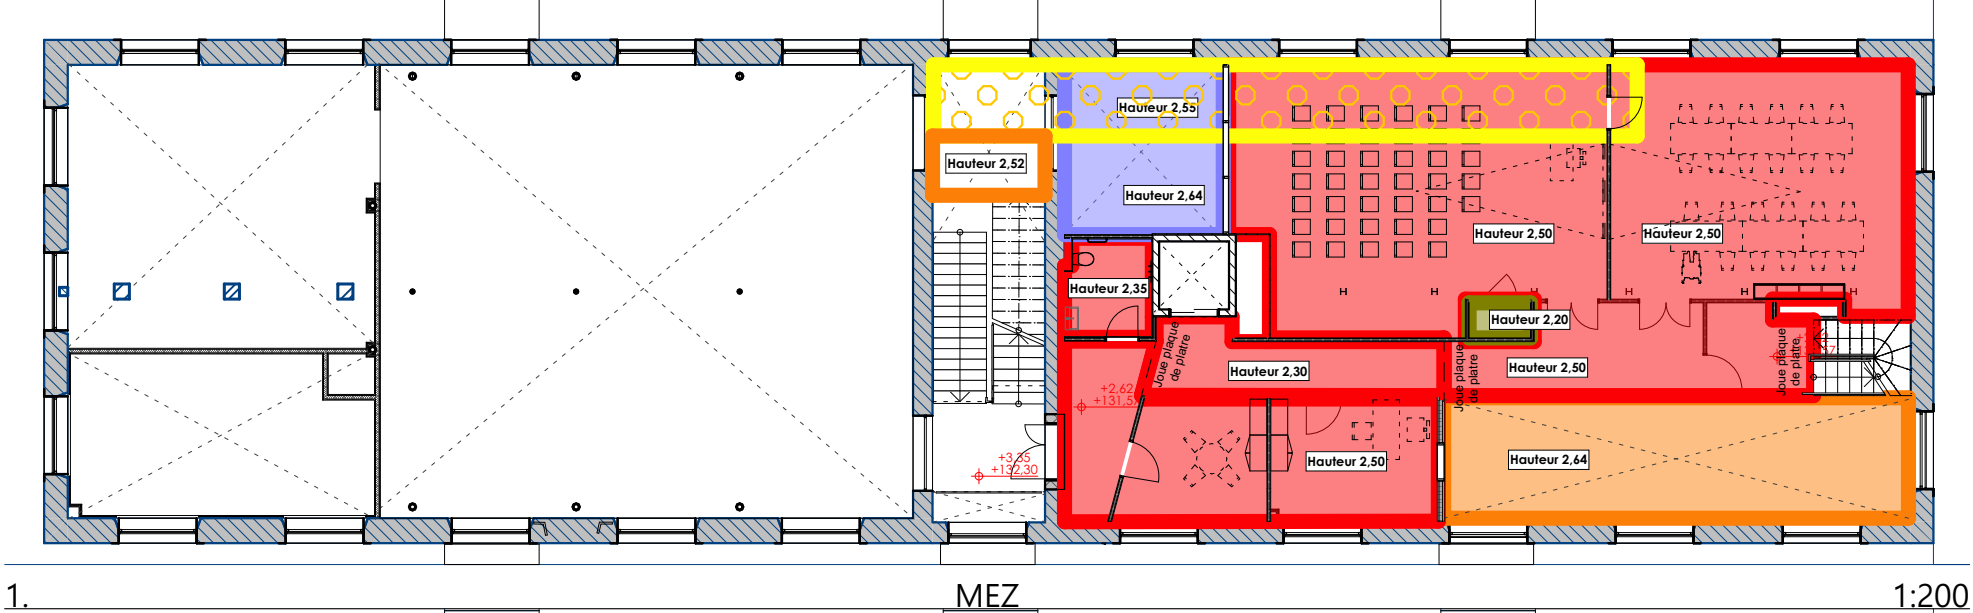 Hauteur 2,55
Hauteur 2,52
Hauteur 2,64
Hauteur 2,50
Hauteur 2,50
Hauteur 2,35
Hauteur 2,20
Joue plaque
de platre
Joue plaque
de platre
Joue plaque
de platre
Hauteur 2,30
Hauteur 2,50
+2,62
+131,5
Hauteur 2,50
Hauteur 2,64
+3,35
+132,30
H
H
H
H
H
H
1.
MEZ
1:200